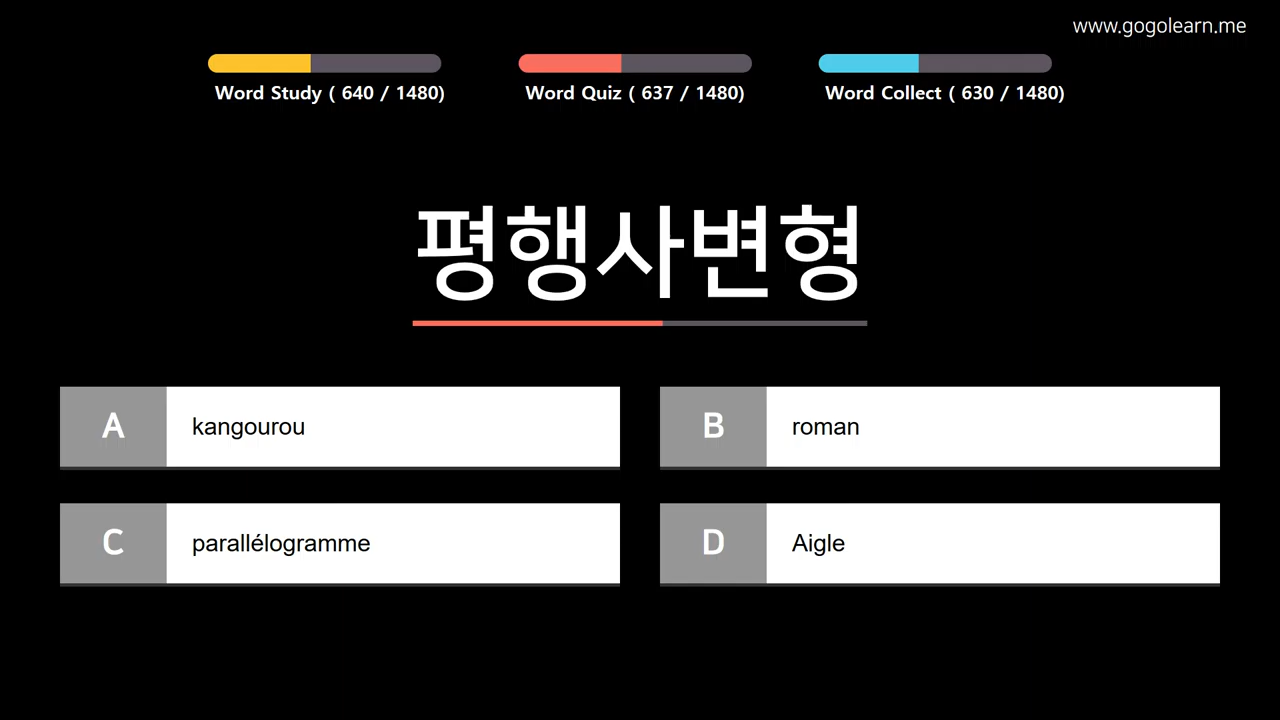 www.gogolearn.me
Word Study ( 640 / 1480)
Word Quiz ( 637 / 1480)
Word Collect ( 630 / 1480)
평행사변형
A kangourou
B roman
C parallélogramme
D Aigle